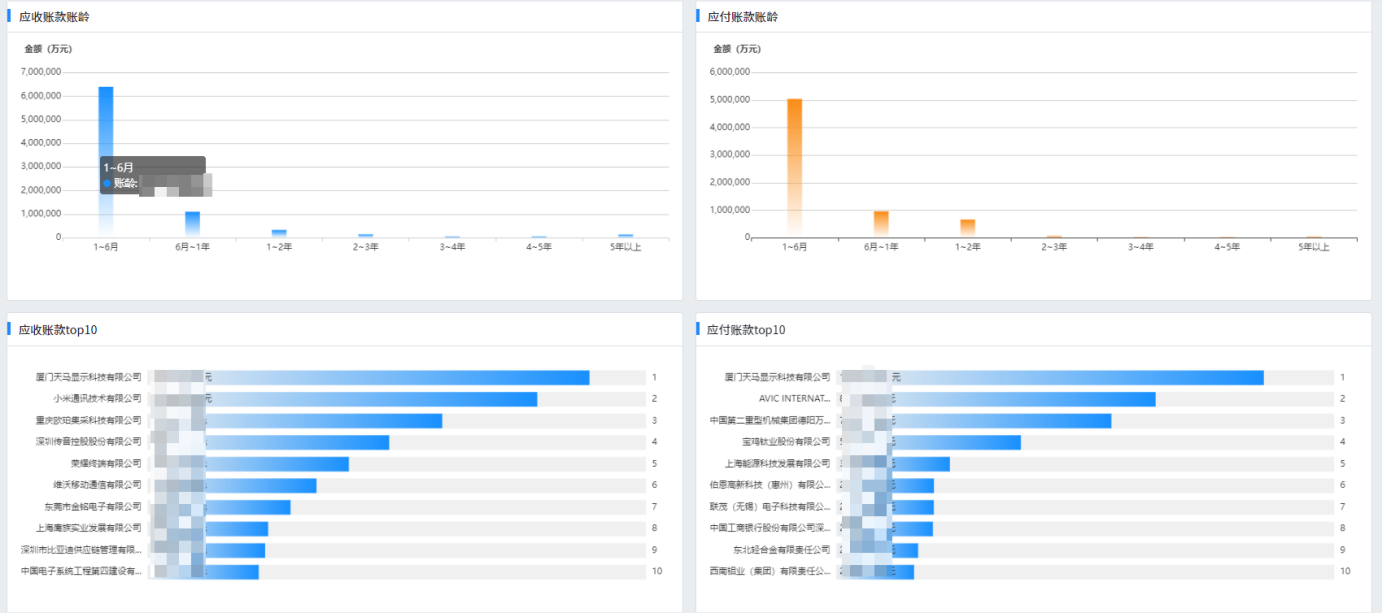 应收账款账龄
金额（万元）
7,000,000
6,000,000
5,000,000
4,000,000
3,000,000
2,000,000
1,000,000
0
1~6月
账龄:
1~6月
6月~1年
1~2年
2~3年
3~4年
4~5年
5年以上
应付账款账龄
金额（万元）
6,000,000
5,000,000
4,000,000
3,000,000
2,000,000
1,000,000
0
1~6月
6月~1年
1~2年
2~3年
3~4年
4~5年
5年以上
应收账款top10
厦门天马显示科技有限公司 元 1
小米通讯技术有限公司 元 2
重庆欧珀集采科技有限公司 3
深圳传音控股股份有限公司 4
荣耀终端有限公司 5
维沃移动通信有限公司 6
东莞市金铭电子有限公司 7
上海鹰族实业发展有限公司 8
深圳市比亚迪供应链管理有限... 9
中国电子系统工程第四建设有... 10
应付账款top10
厦门天马显示科技有限公司 元 1
AVIC INTERNAT... 2
中国第二重型机械集团德阳万... 3
宝鸡钛业股份有限公司 4
上海能源科技发展有限公司 5
伯恩高新科技（惠州）有限公... 6
联茂（无锡）电子科技有限公... 7
中国工商银行股份有限公司深... 8
东北轻合金有限责任公司 9
西南铝业（集团）有限责任公... 10